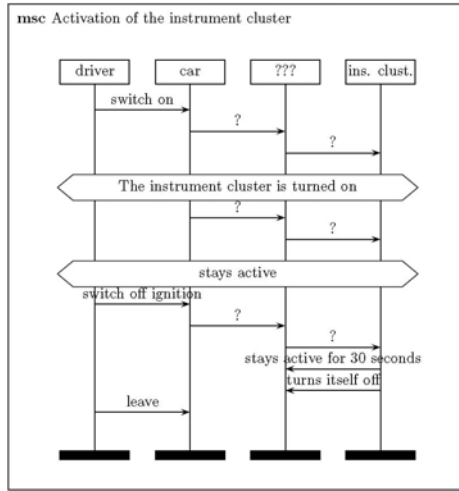 msc Activation of the instrument cluster
driver car ??? ins. clust.
switch on
?
?
The instrument cluster is turned on
?
?
stays active
switch off ignition
?
?
stays active for 30 seconds
turns itself off
leave